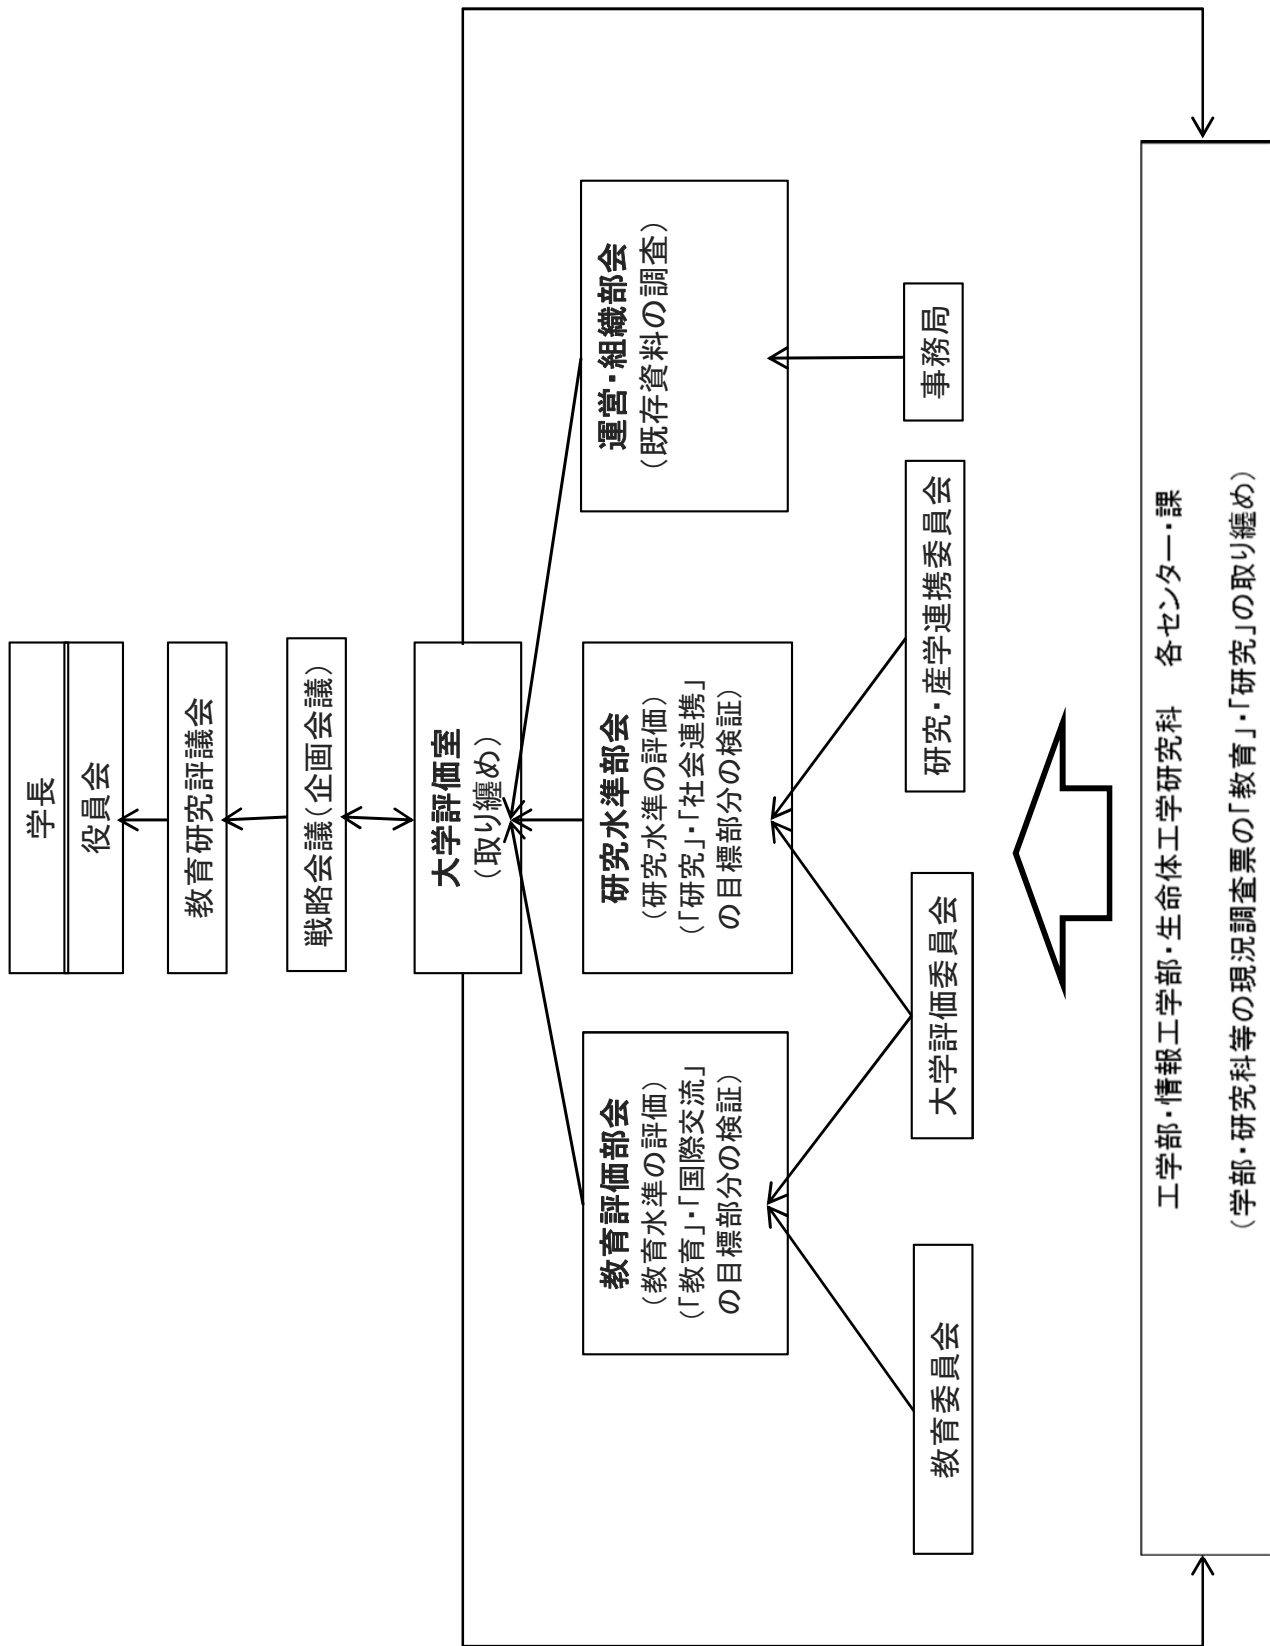 学長
役員会
教育研究評議会
戦略会議（企画会議）
大学評価室
（取り纏め）
教育評価部会
（教育水準の評価）
（「教育」・「国際交流」
の目標部分の検証）
研究水準部会
（研究水準の評価）
（「研究」・「社会連携」
の目標部分の検証）
運営・組織部会
（既存資料の調査）
教育委員会
大学評価委員会
研究・産学連携委員会
事務局
工学部・情報工学部・生命体工学研究科　各センター・課
（学部・研究科等の現況調査票の「教育」・「研究」の取り纏め）